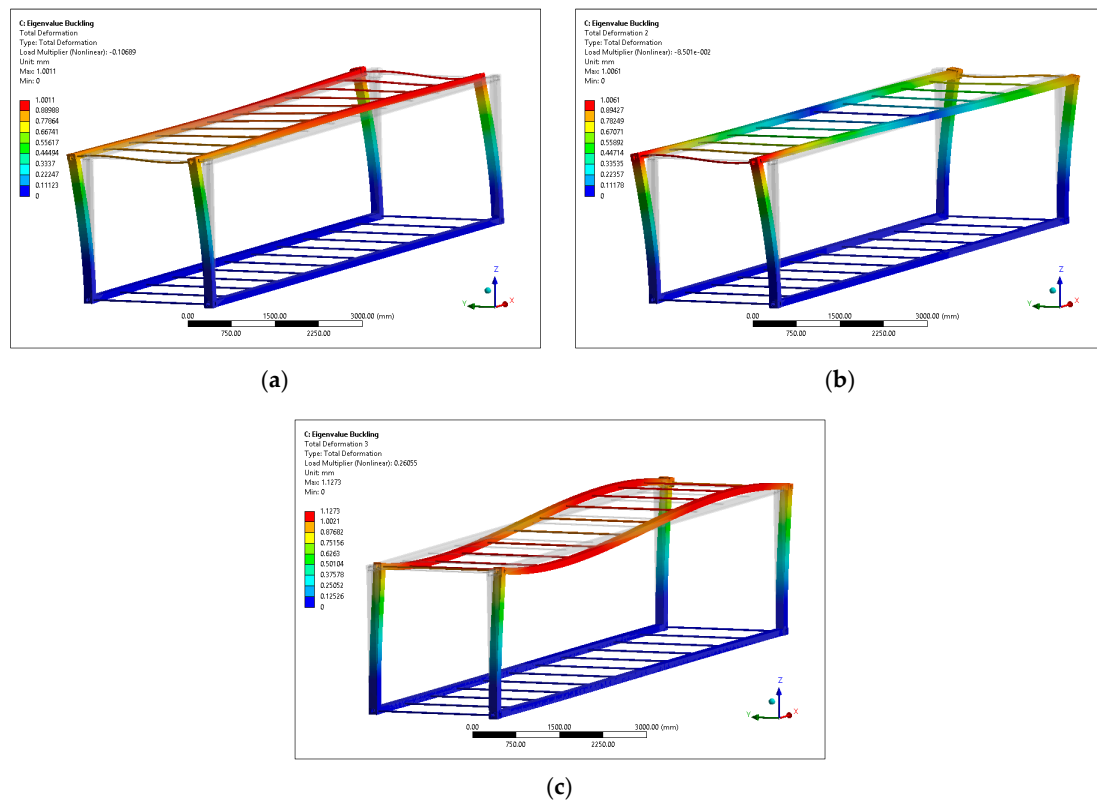 C: Eigenvalue Buckling
Total Deformation
Type: Total Deformation
Load Multiplier (Nonlinear): -0.10689
Unit: mm
Max: 1.0011
Min: 0
1.0011
0.88988
0.77864
0.66741
0.55617
0.44494
0.3337
0.22247
0.11123
0
Z
Y
X
0.00
1500.00
3000.00 (mm)
750.00
2250.00
(a)
C: Eigenvalue Buckling
Total Deformation 2
Type: Total Deformation
Load Multiplier (Nonlinear): -8.501e-002
Unit: mm
Max: 1.0061
Min: 0
1.0061
0.89427
0.78249
0.67071
0.55892
0.44714
0.33535
0.22357
0.11178
0
Z
Y
X
0.00
1500.00
3000.00 (mm)
750.00
2250.00
(b)
C: Eigenvalue Buckling
Total Deformation 3
Type: Total Deformation
Load Multiplier (Nonlinear): 0.26055
Unit: mm
Max: 1.1273
Min: 0
1.1273
1.0021
0.87682
0.75156
0.6263
0.50104
0.37578
0.25052
0.12526
0
Z
Y
X
0.00
1500.00
3000.00 (mm)
750.00
2250.00
(c)